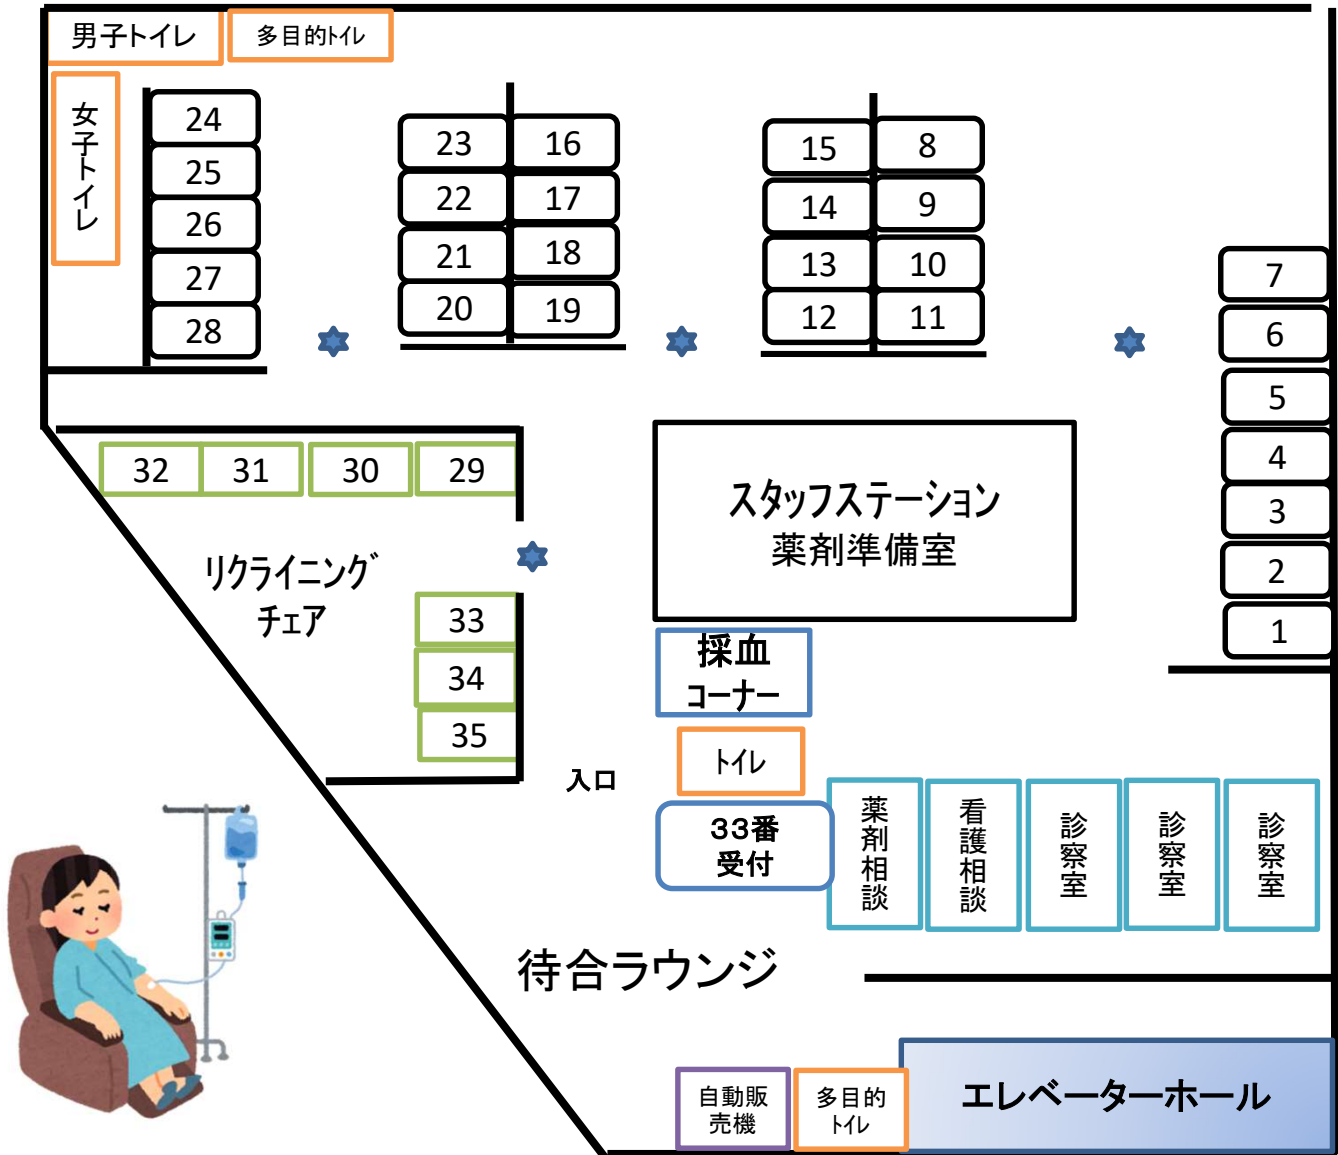 男子トイレ
多目的トイレ
女子トイレ
24
25
26
27
28
23
16
22
17
21
18
20
19
15
8
14
9
13
10
12
11
7
6
5
4
3
2
1
32
31
30
29
リクライニング
チェア
33
34
35
スタッフステーション
薬剤準備室
採血
コーナー
トイレ
入口
33番
受付
薬剤相談
看護相談
診察室
診察室
診察室
待合ラウンジ
自動販
売機
多目的
トイレ
エレベーターホール